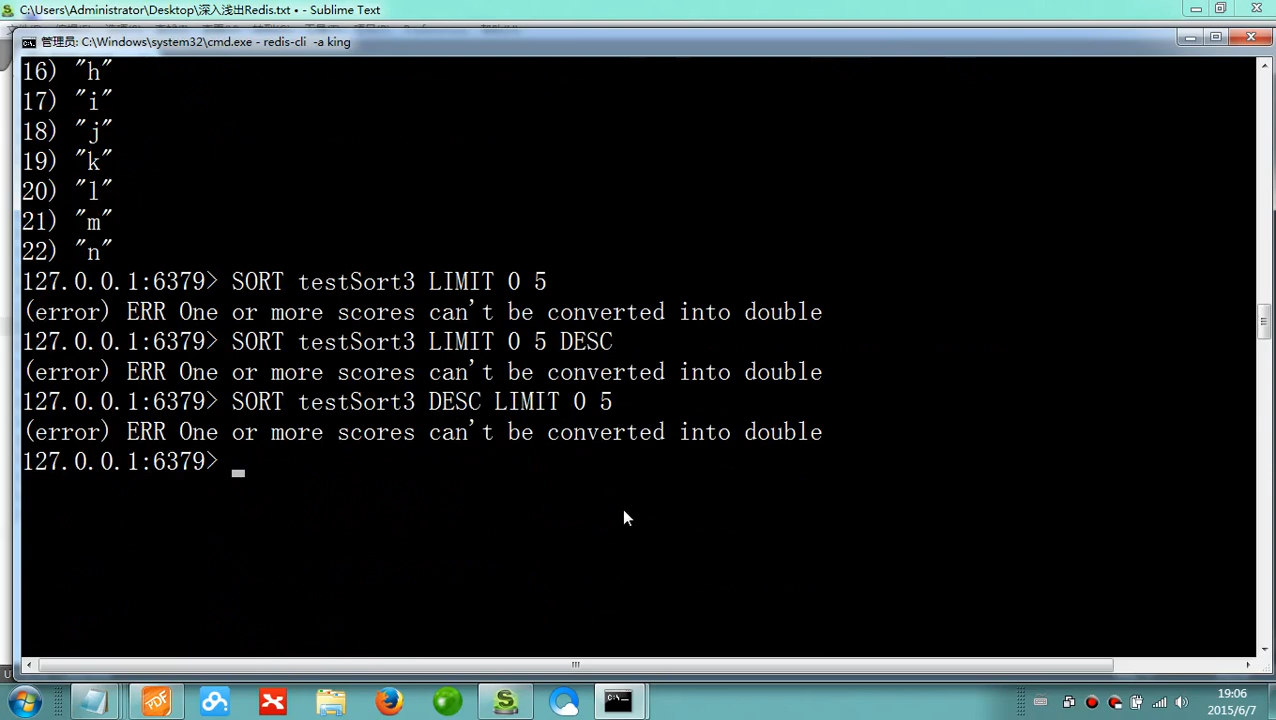 C:\Users\Administrator\Desktop\深入浅出Redis.txt • - Sublime Text
管理员: C:\Windows\system32\cmd.exe - redis-cli  -a king
16) "h"
17) "i"
18) "j"
19) "k"
20) "l"
21) "m"
22) "n"
127.0.0.1:6379> SORT testSort3 LIMIT 0 5
(error) ERR One or more scores can't be converted into double
127.0.0.1:6379> SORT testSort3 LIMIT 0 5 DESC
(error) ERR One or more scores can't be converted into double
127.0.0.1:6379> SORT testSort3 DESC LIMIT 0 5
(error) ERR One or more scores can't be converted into double
127.0.0.1:6379>
PDF
19:06
2015/6/7